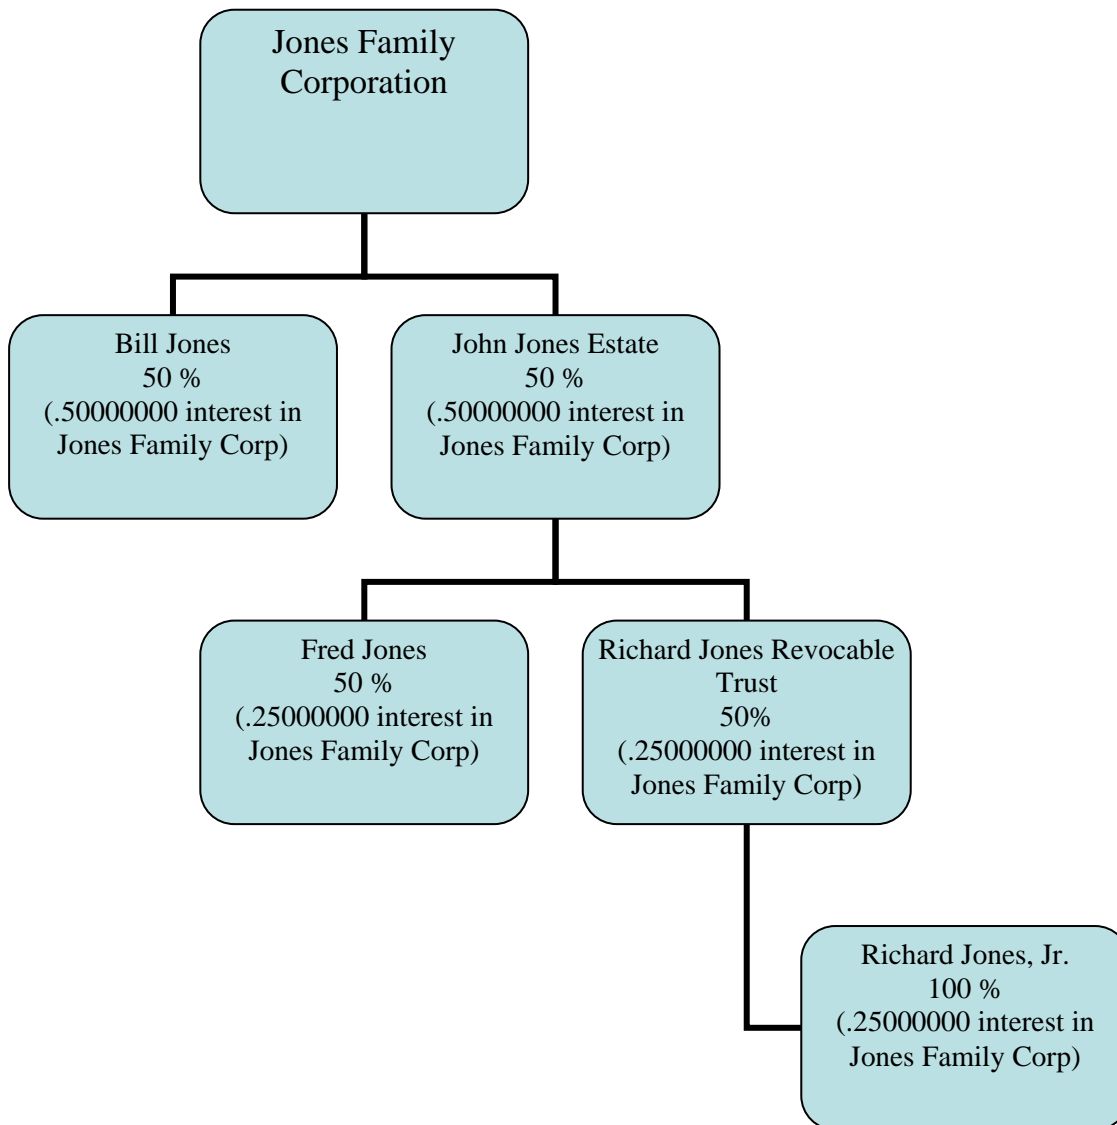 Jones Family
Corporation
Bill Jones
50 %
(.50000000 interest in
Jones Family Corp)
John Jones Estate
50 %
(.50000000 interest in
Jones Family Corp)
Fred Jones
50 %
(.25000000 interest in
Jones Family Corp)
Richard Jones Revocable
Trust
50%
(.25000000 interest in
Jones Family Corp)
Richard Jones, Jr.
100 %
(.25000000 interest in
Jones Family Corp)